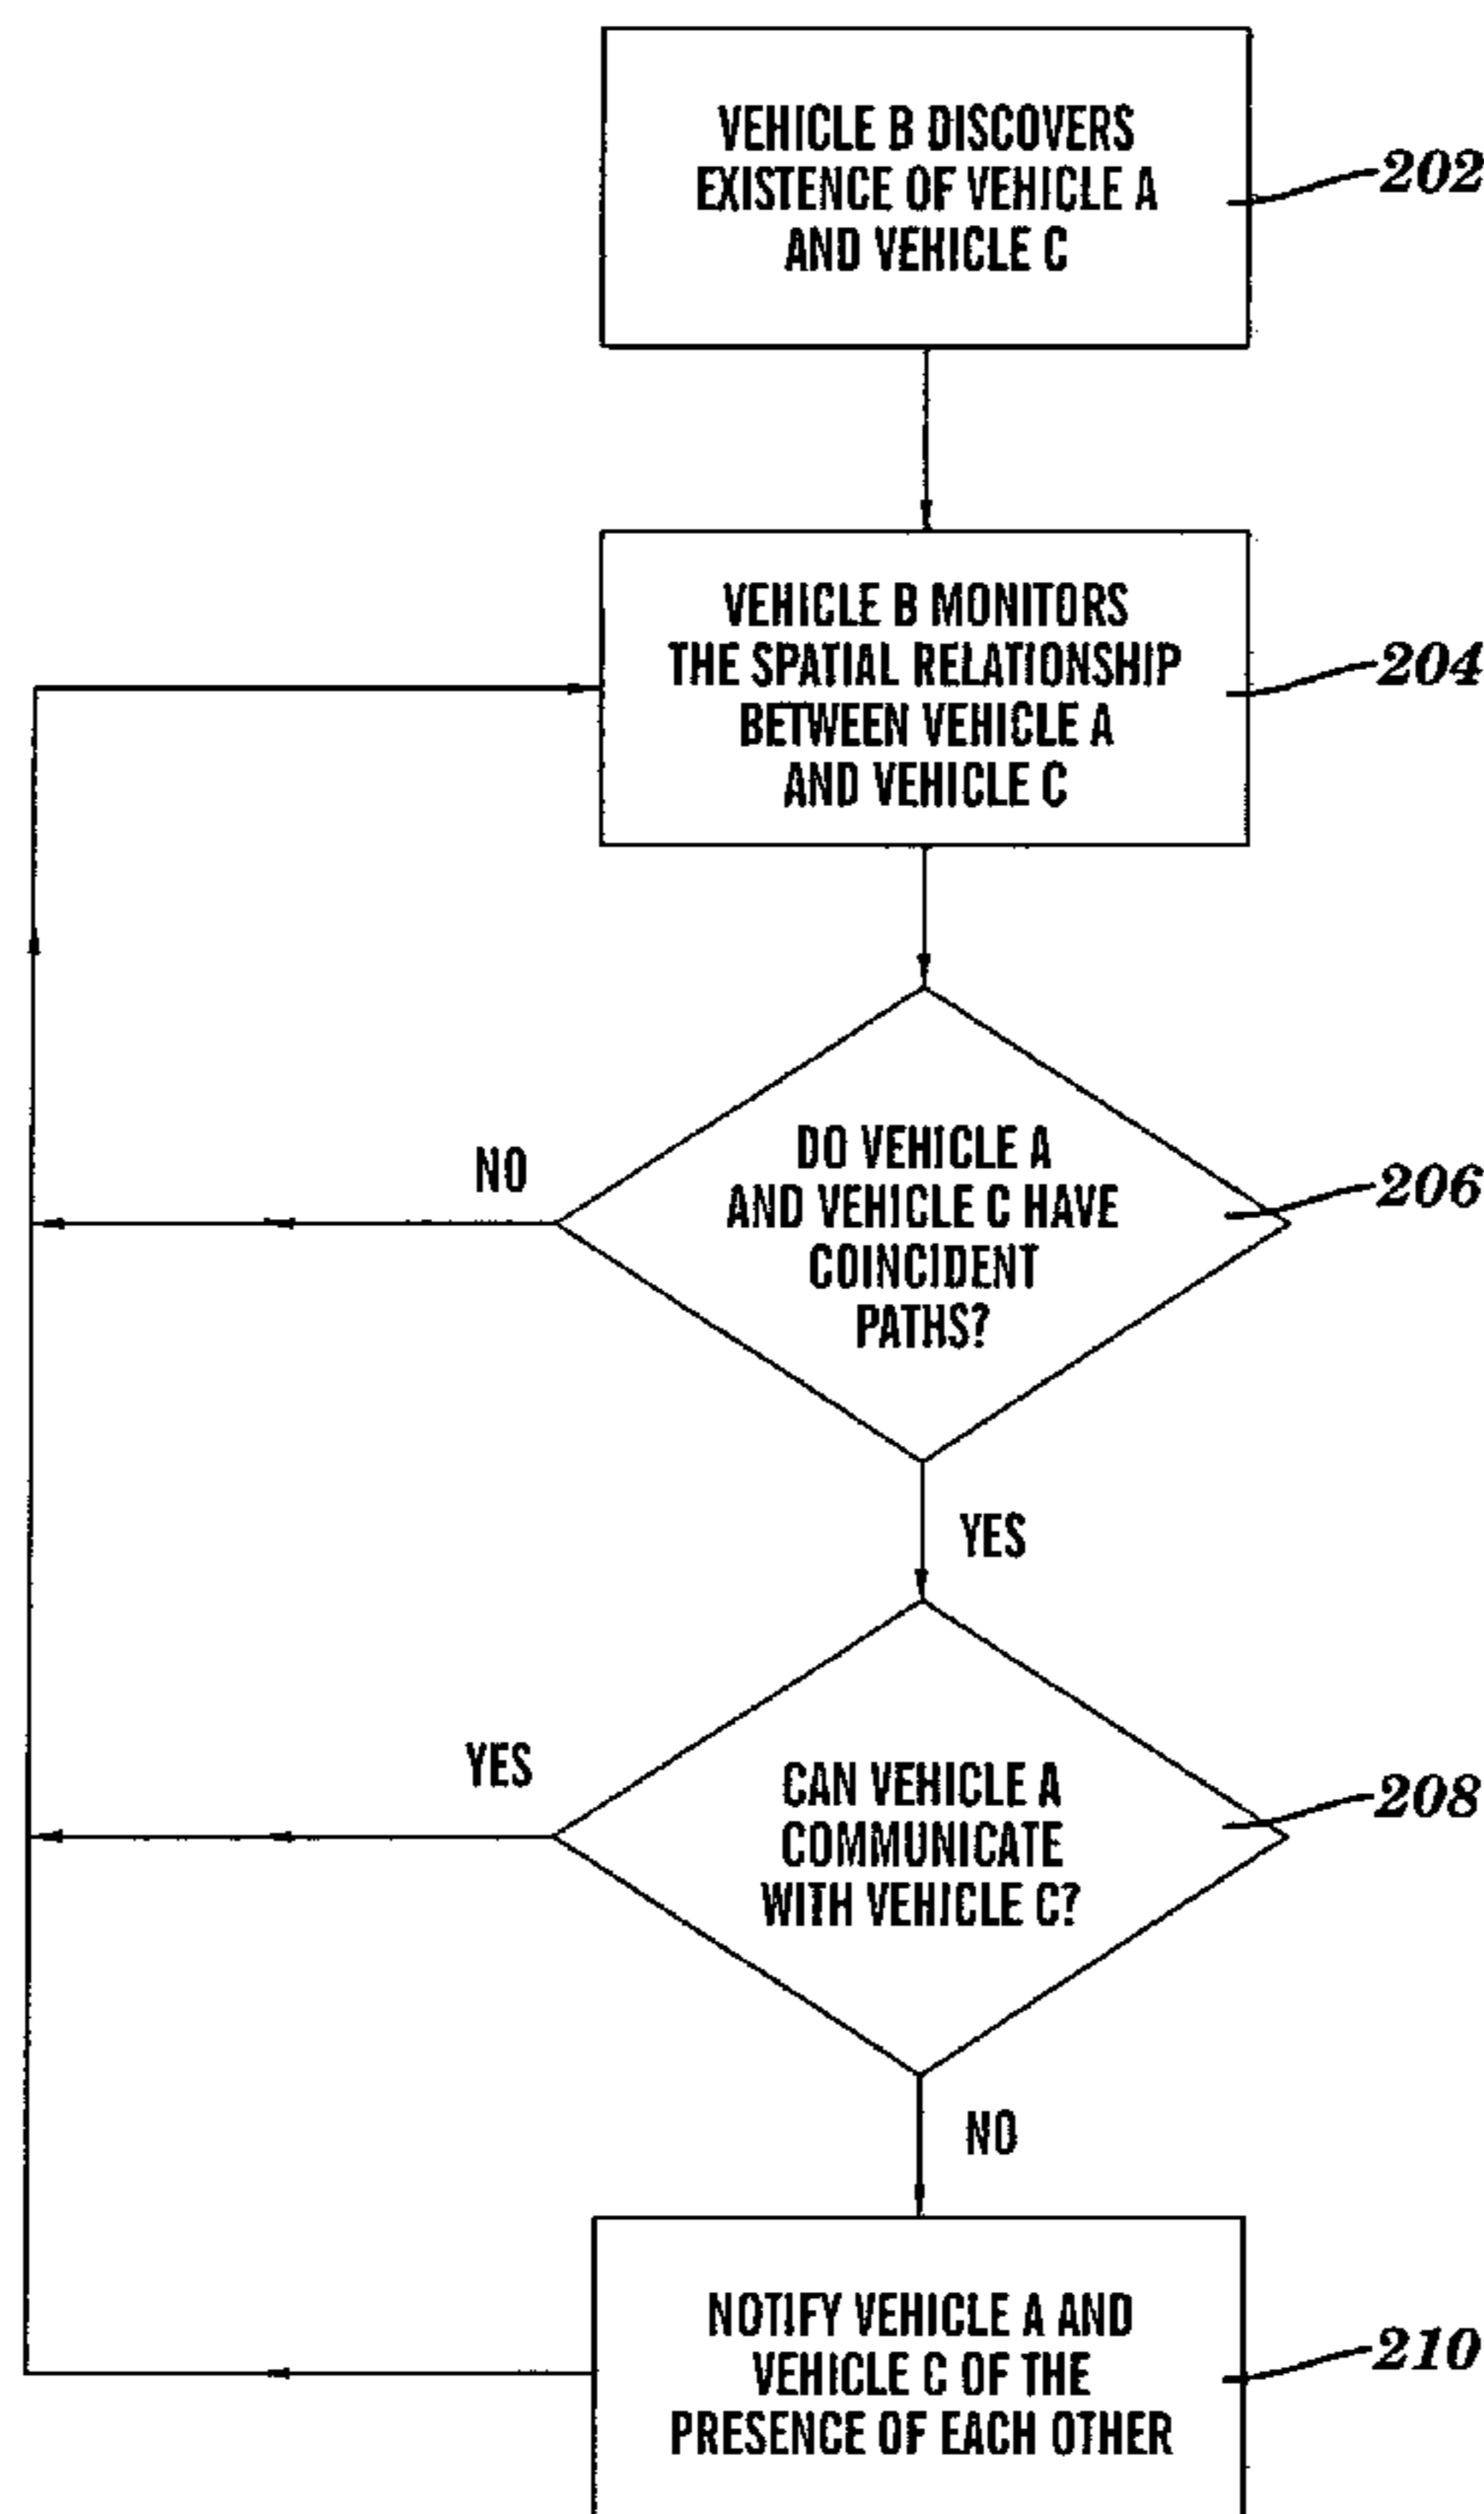 VEHICLE B DISCOVERS
EXISTENCE OF VEHICLE A
AND VEHICLE C
202
VEHICLE B MONITORS
THE SPATIAL RELATIONSHIP
BETWEEN VEHICLE A
AND VEHICLE C
204
DO VEHICLE A
AND VEHICLE C HAVE
COINCIDENT
PATHS?
206
NO
YES
CAN VEHICLE A
COMMUNICATE
WITH VEHICLE C?
208
YES
NO
NOTIFY VEHICLE A AND
VEHICLE C OF THE
PRESENCE OF EACH OTHER
210